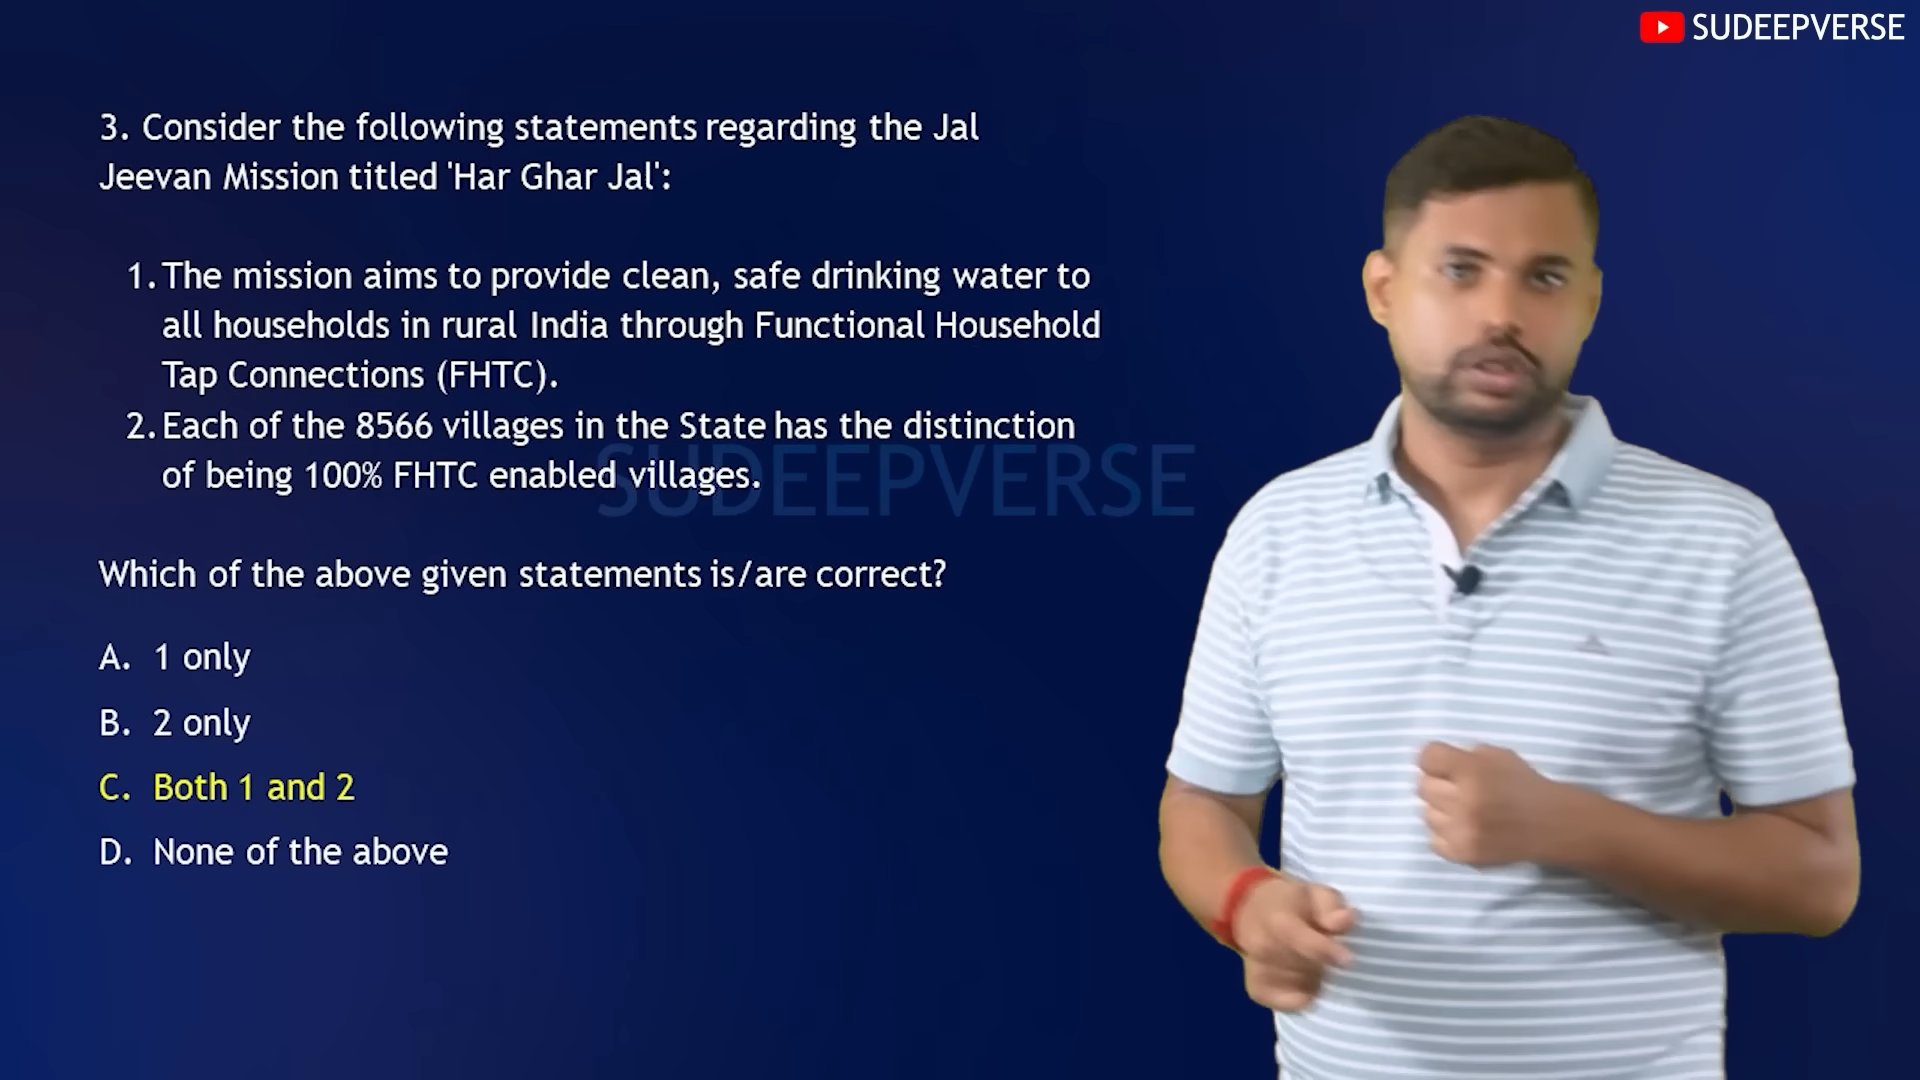 SUDEEPVERSE
3. Consider the following statements regarding the Jal
Jeevan Mission titled 'Har Ghar Jal':
1. The mission aims to provide clean, safe drinking water to
all households in rural India through Functional Household
Tap Connections (FHTC).
2. Each of the 8566 villages in the State has the distinction
of being 100% FHTC enabled villages.
SUDEEPVERSE
Which of the above given statements is/are correct?
A. 1 only
B. 2 only
C. Both 1 and 2
D. None of the above